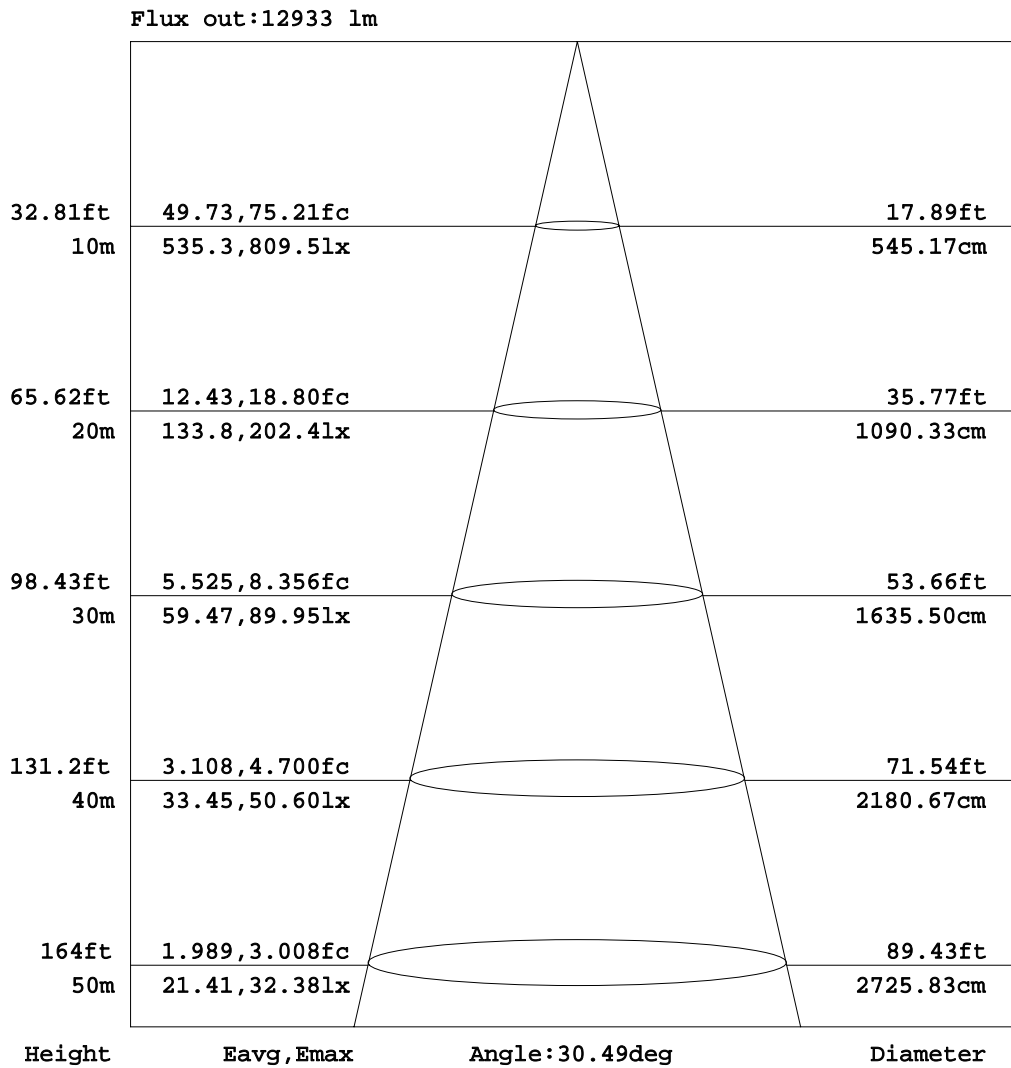 Flux out:12933 lm
32.81ft 49.73,75.21fc 17.89ft
10m 535.3,809.5lx 545.17cm
65.62ft 12.43,18.80fc 35.77ft
20m 133.8,202.4lx 1090.33cm
98.43ft 5.525,8.356fc 53.66ft
30m 59.47,89.95lx 1635.50cm
131.2ft 3.108,4.700fc 71.54ft
40m 33.45,50.60lx 2180.67cm
164ft 1.989,3.008fc 89.43ft
50m 21.41,32.38lx 2725.83cm
Height Eavg,Emax Angle:30.49deg Diameter